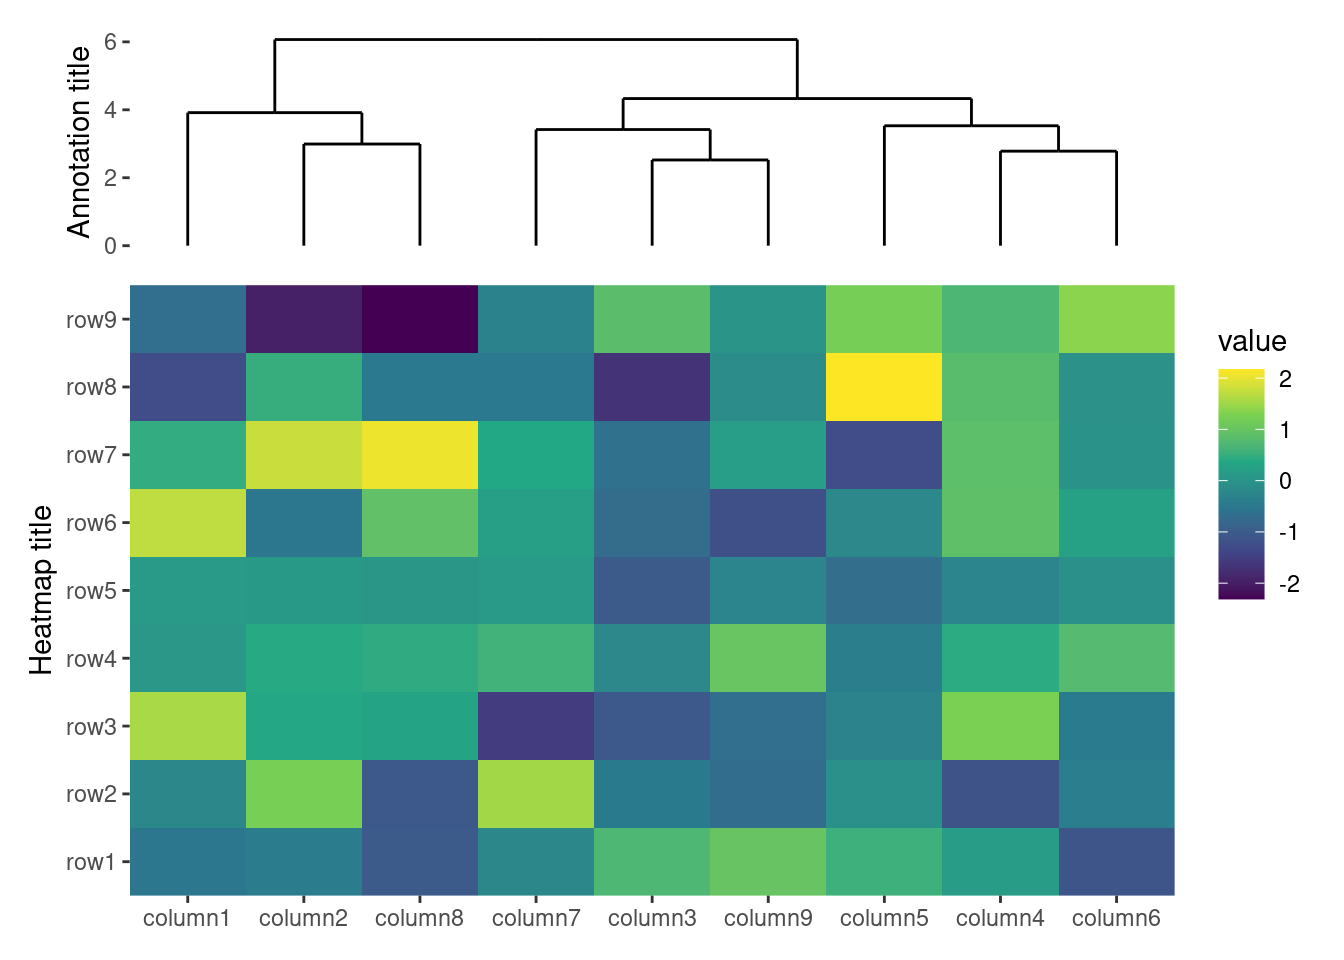 Annotation title
6
4
2
0
Heatmap title
row9
row8
row7
row6
row5
row4
row3
row2
row1
column1 column2 column8 column7 column3 column9 column5 column4 column6
value
2
1
0
-1
-2